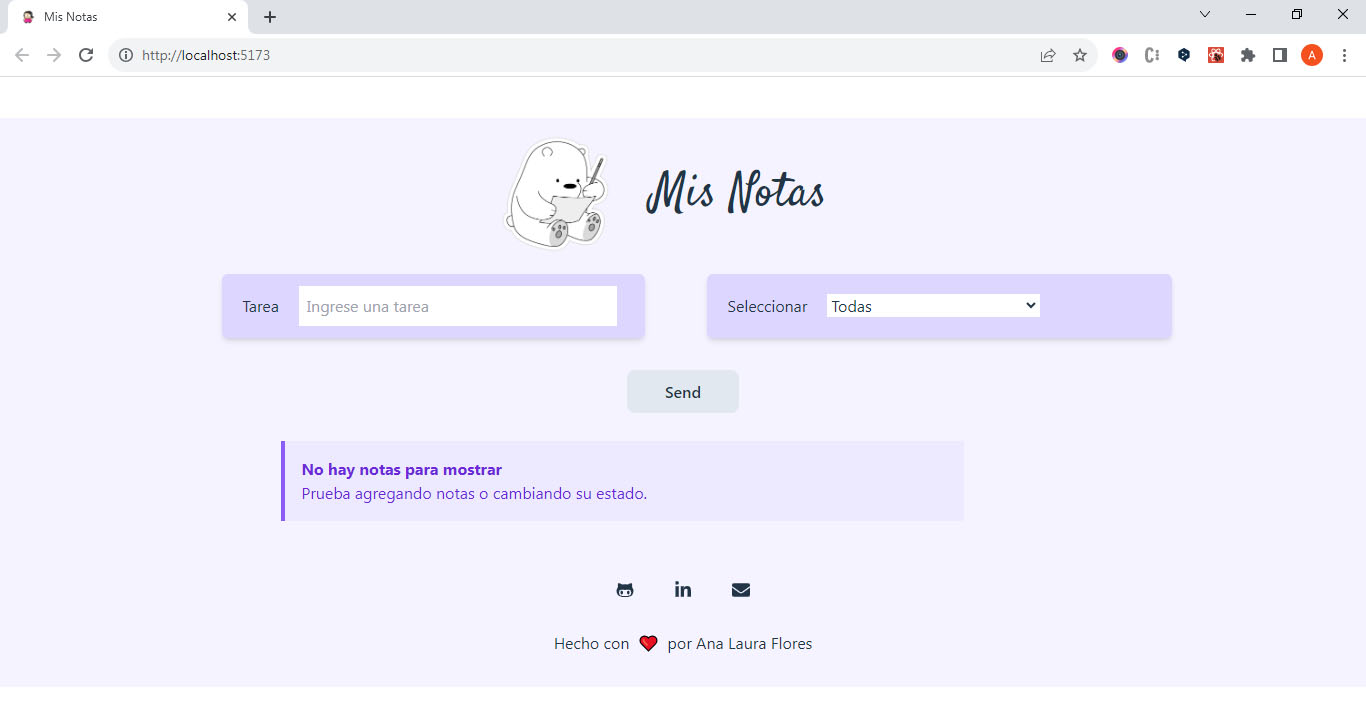 Mis Notas
http://localhost:5173
A
Mis Notas
Tarea
Ingrese una tarea
Seleccionar
Todas
Send
No hay notas para mostrar
Prueba agregando notas o cambiando su estado.
in
Hecho con ❤ por Ana Laura Flores